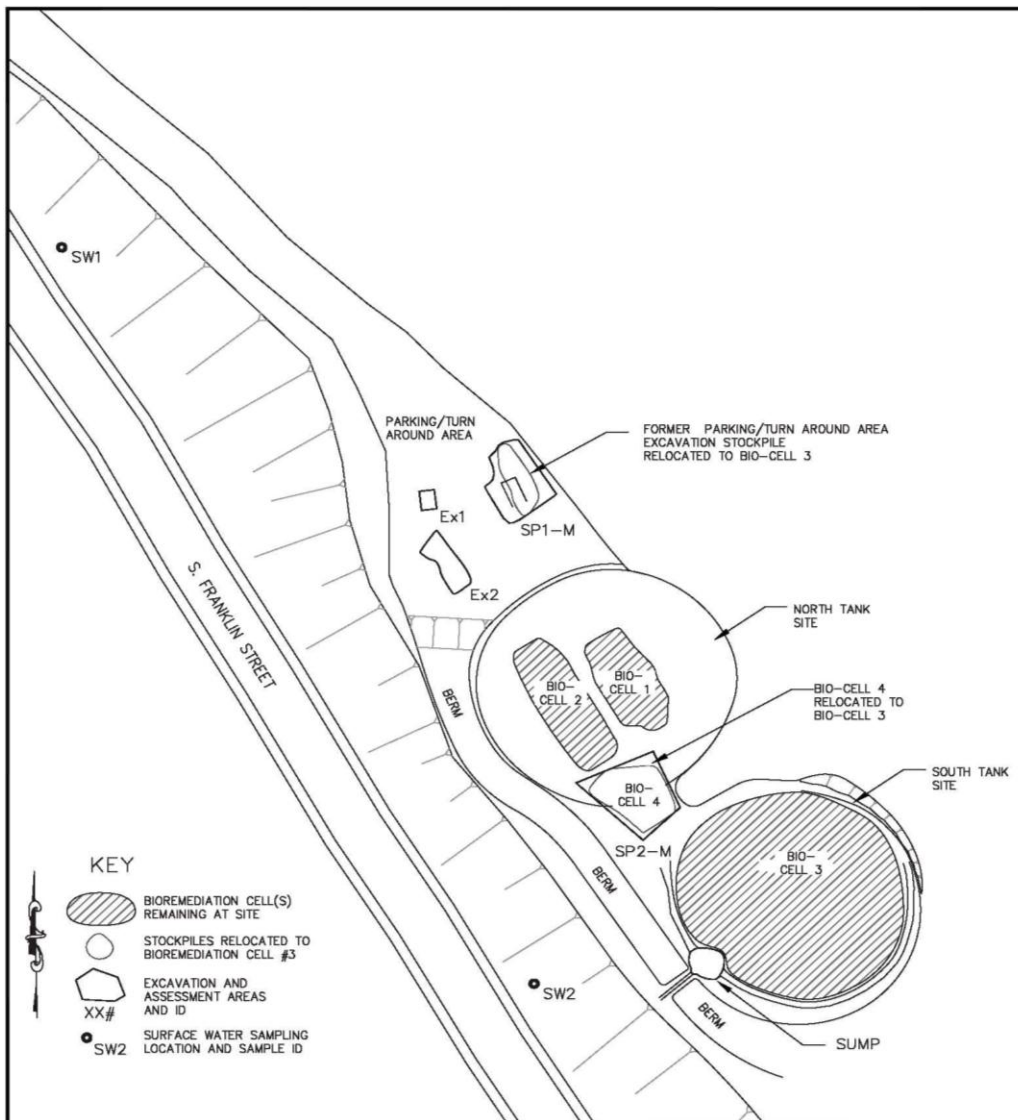 SW1
PARKING/TURN
AROUND AREA
FORMER PARKING/TURN AROUND AREA
EXCAVATION STOCKPILE
RELOCATED TO BIO-CELL 3
Ex1
SP1-M
Ex2
S. FRANKLIN STREET
NORTH TANK
SITE
BIO-
CELL 1
BIO-
CELL 2
BERM
BIO-CELL 4
RELOCATED TO
BIO-CELL 3
BIO-
CELL 4
SOUTH TANK
SITE
SP2-M
BIO-
CELL 3
BERM
SW2
BERM
SUMP
KEY
BIOREMEDIATION CELL(S)
REMAINING AT SITE
STOCKPILES RELOCATED TO
BIOREMEDIATION CELL #3
EXCAVATION AND
ASSESSMENT AREAS
AND ID
XX#
SURFACE WATER SAMPLING
LOCATION AND SAMPLE ID
SW2